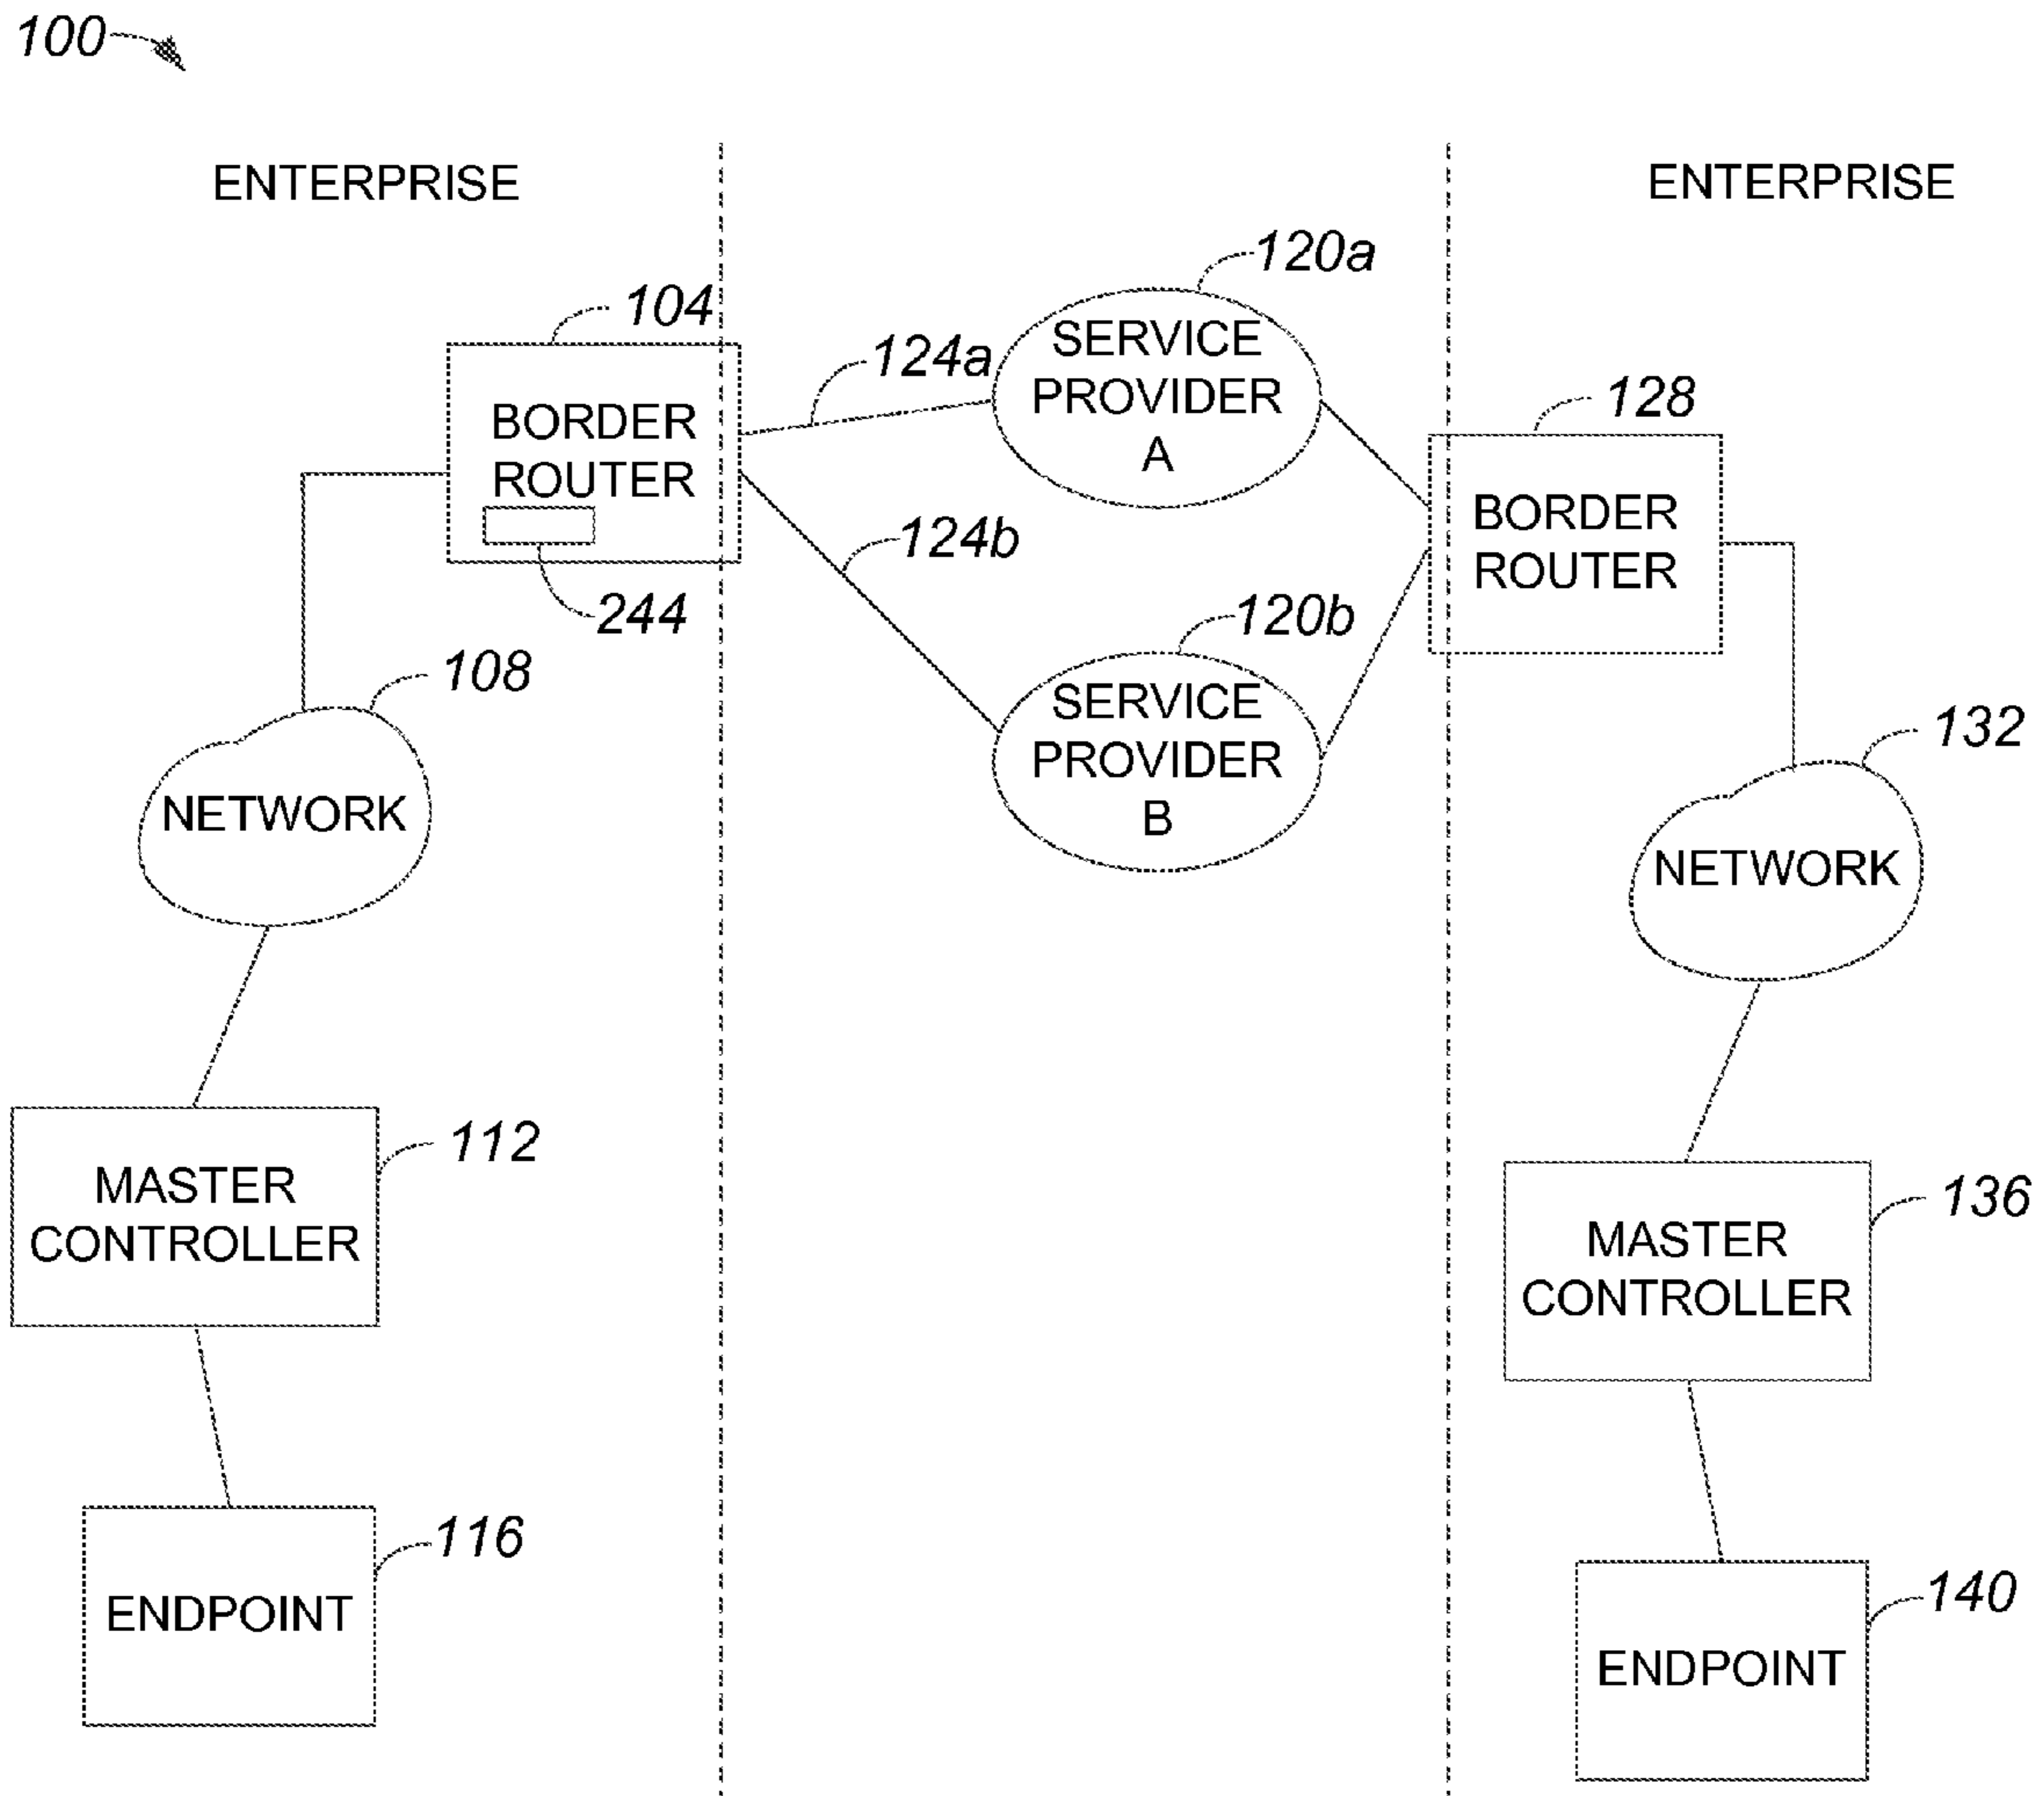 100
ENTERPRISE
ENTERPRISE
120a
104
SERVICE
PROVIDER
A
124a
128
BORDER
ROUTER
BORDER
ROUTER
124b
244
120b
108
SERVICE
PROVIDER
B
132
NETWORK
NETWORK
112
MASTER
CONTROLLER
136
MASTER
CONTROLLER
116
ENDPOINT
140
ENDPOINT